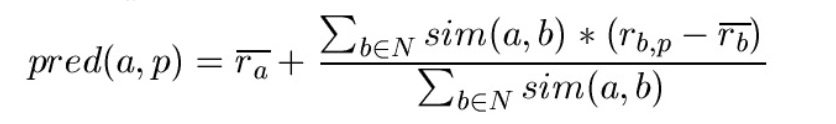 pred(a, p) = \overline{r_a} + \frac{\sum_{b \in N} sim(a, b) * (r_{b,p} - \overline{r_b})}{\sum_{b \in N} sim(a, b)}